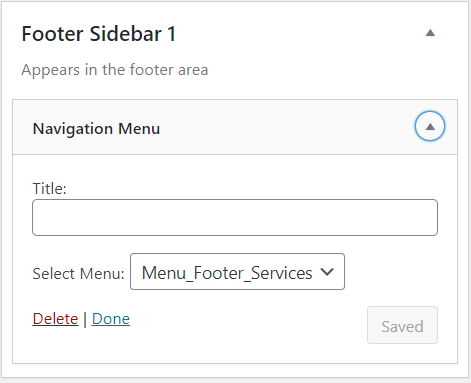 Footer Sidebar 1
Appears in the footer area
Navigation Menu
Title:
Select Menu: Menu_Footer_Services
Delete | Done
Saved